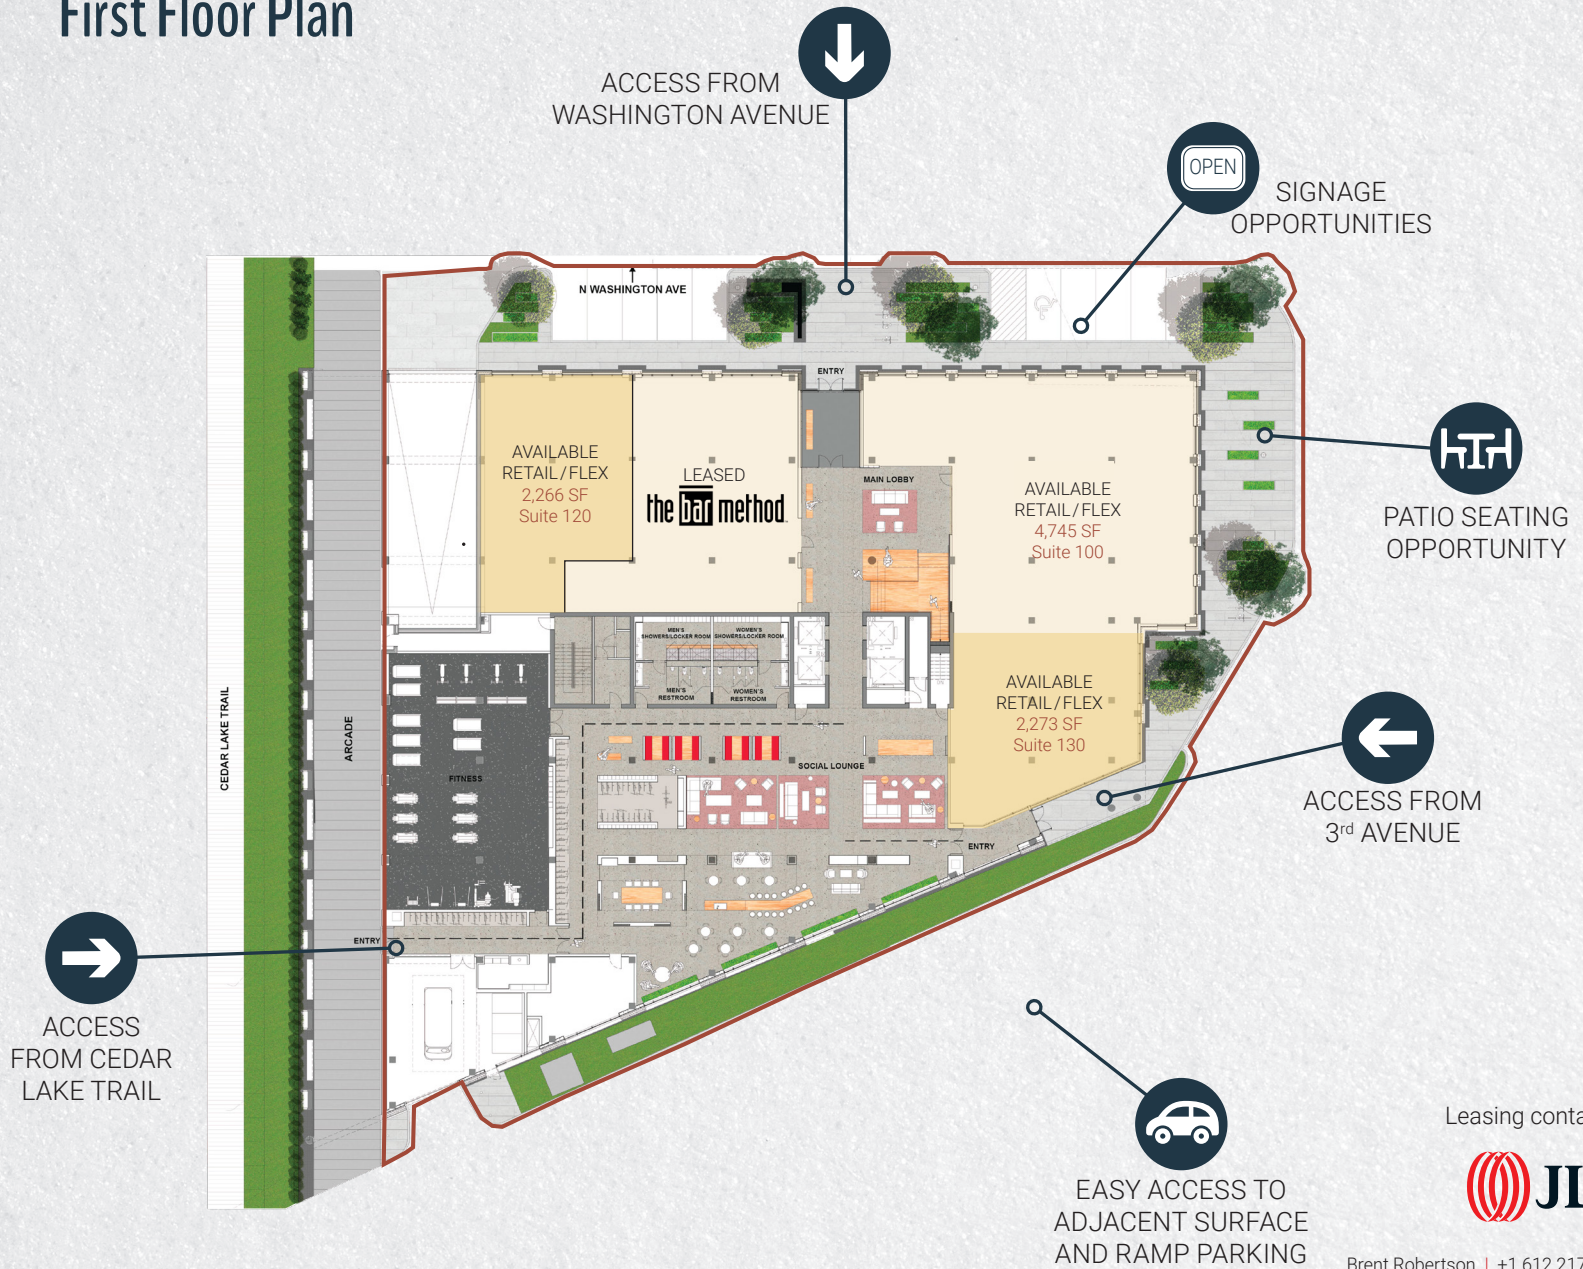 First Floor Plan
ACCESS FROM
WASHINGTON AVENUE
OPEN
SIGNAGE
OPPORTUNITIES
N WASHINGTON AVE
ENTRY
AVAILABLE
RETAIL/FLEX
2,266 SF
Suite 120
LEASED
the bar method.
MAIN LOBBY
AVAILABLE
RETAIL/FLEX
4,745 SF
Suite 100
PATIO SEATING
OPPORTUNITY
MEN'S
SHOWERS/LOCKER ROOM
WOMEN'S
SHOWERS/LOCKER ROOM
MEN'S
RESTROOM
WOMEN'S
RESTROOM
AVAILABLE
RETAIL/FLEX
2,273 SF
Suite 130
CEDAR LAKE TRAIL
ARCADE
FITNESS
SOCIAL LOUNGE
ACCESS FROM
3rd AVENUE
ENTRY
ENTRY
ACCESS
FROM CEDAR
LAKE TRAIL
EASY ACCESS TO
ADJACENT SURFACE
AND RAMP PARKING
Leasing conta
JL
Brent Robertson | +1 612 217